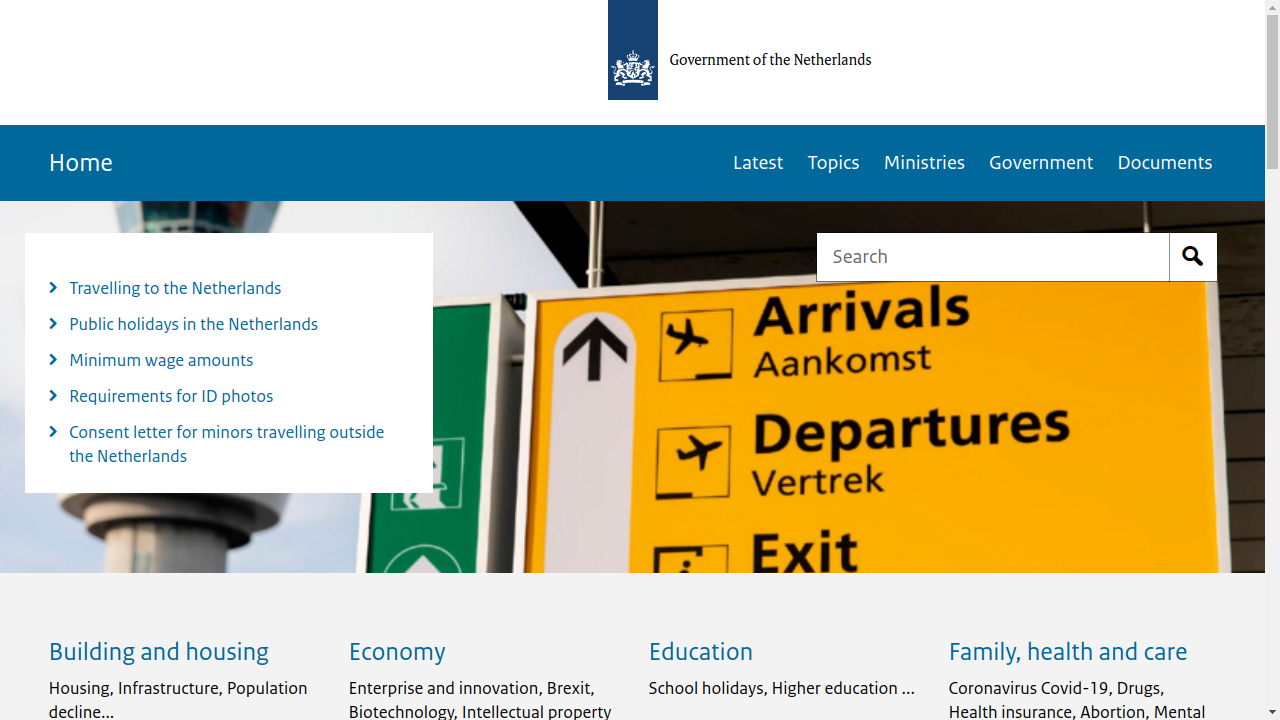 Government of the Netherlands
Home
Latest
Topics
Ministries
Government
Documents
Search
Travelling to the Netherlands
Public holidays in the Netherlands
Minimum wage amounts
Requirements for ID photos
Consent letter for minors travelling outside
the Netherlands
Arrivals
Aankomst
Departures
Vertrek
Exit
Building and housing
Housing, Infrastructure, Population
decline...
Economy
Enterprise and innovation, Brexit,
Biotechnology, Intellectual property
Education
School holidays, Higher education ...
Family, health and care
Coronavirus Covid-19, Drugs,
Health insurance, Abortion, Mental